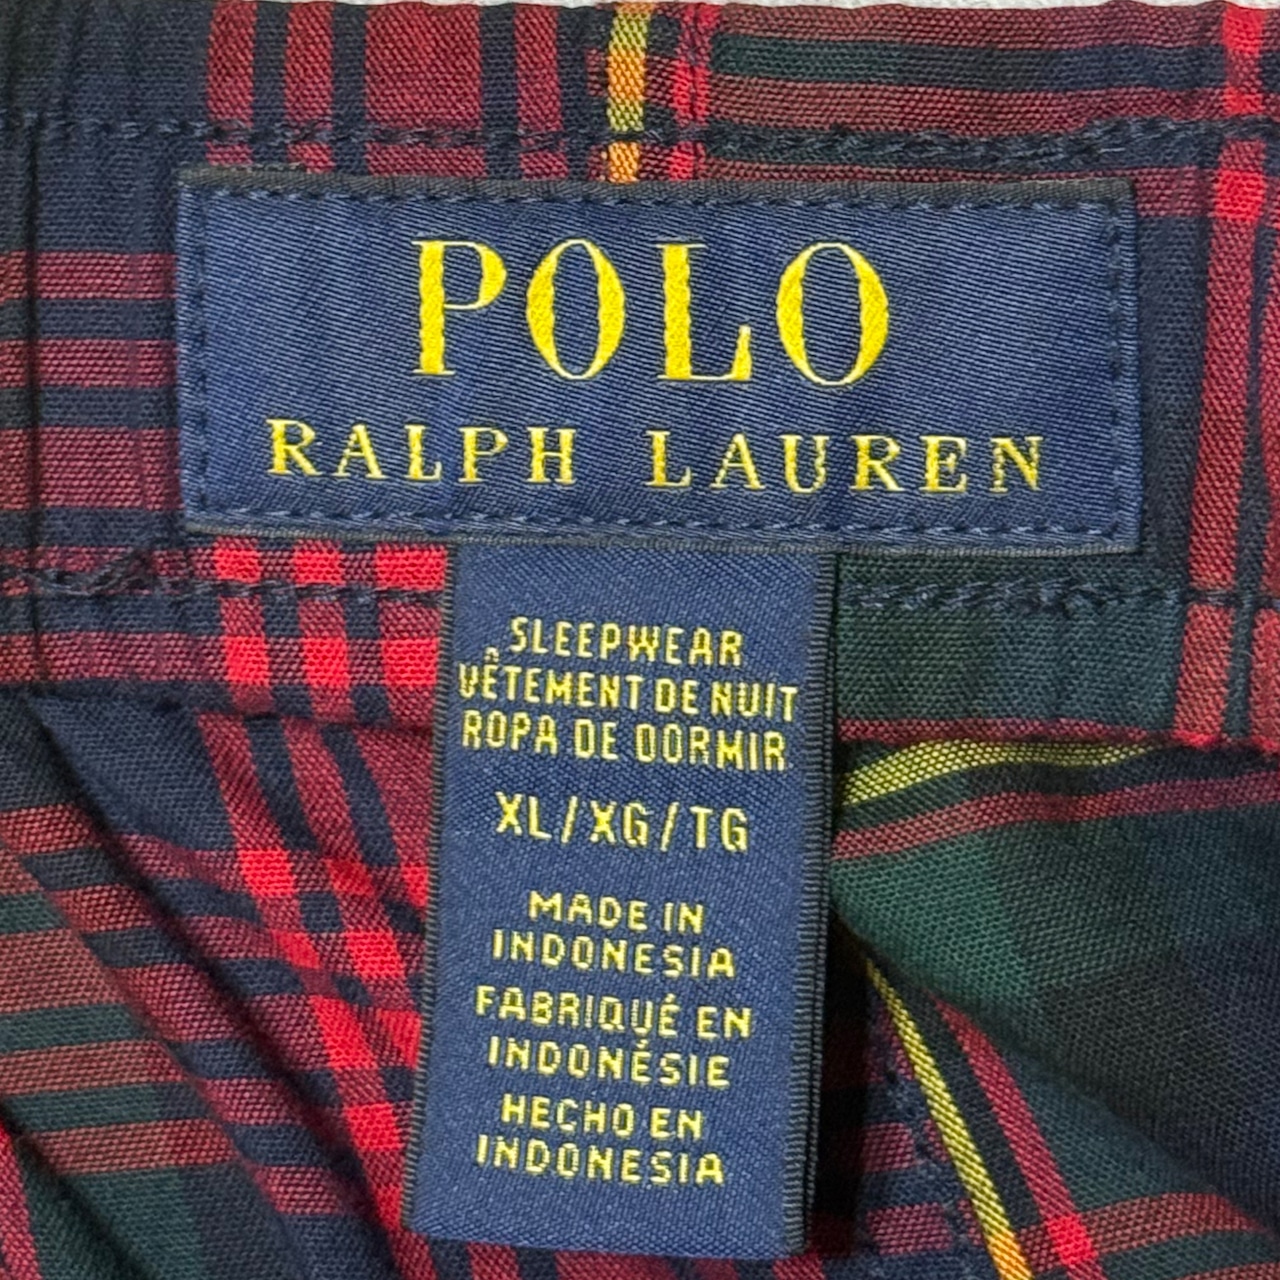 POLO
RALPH LAUREN
SLEEPWEAR
VÊTEMENT DE NUIT
ROPA DE DORMIR
XL/XG/TG
MADE IN
INDONESIA
FABRIQUÉ EN
INDONÉSIE
HECHO EN
INDONESIA